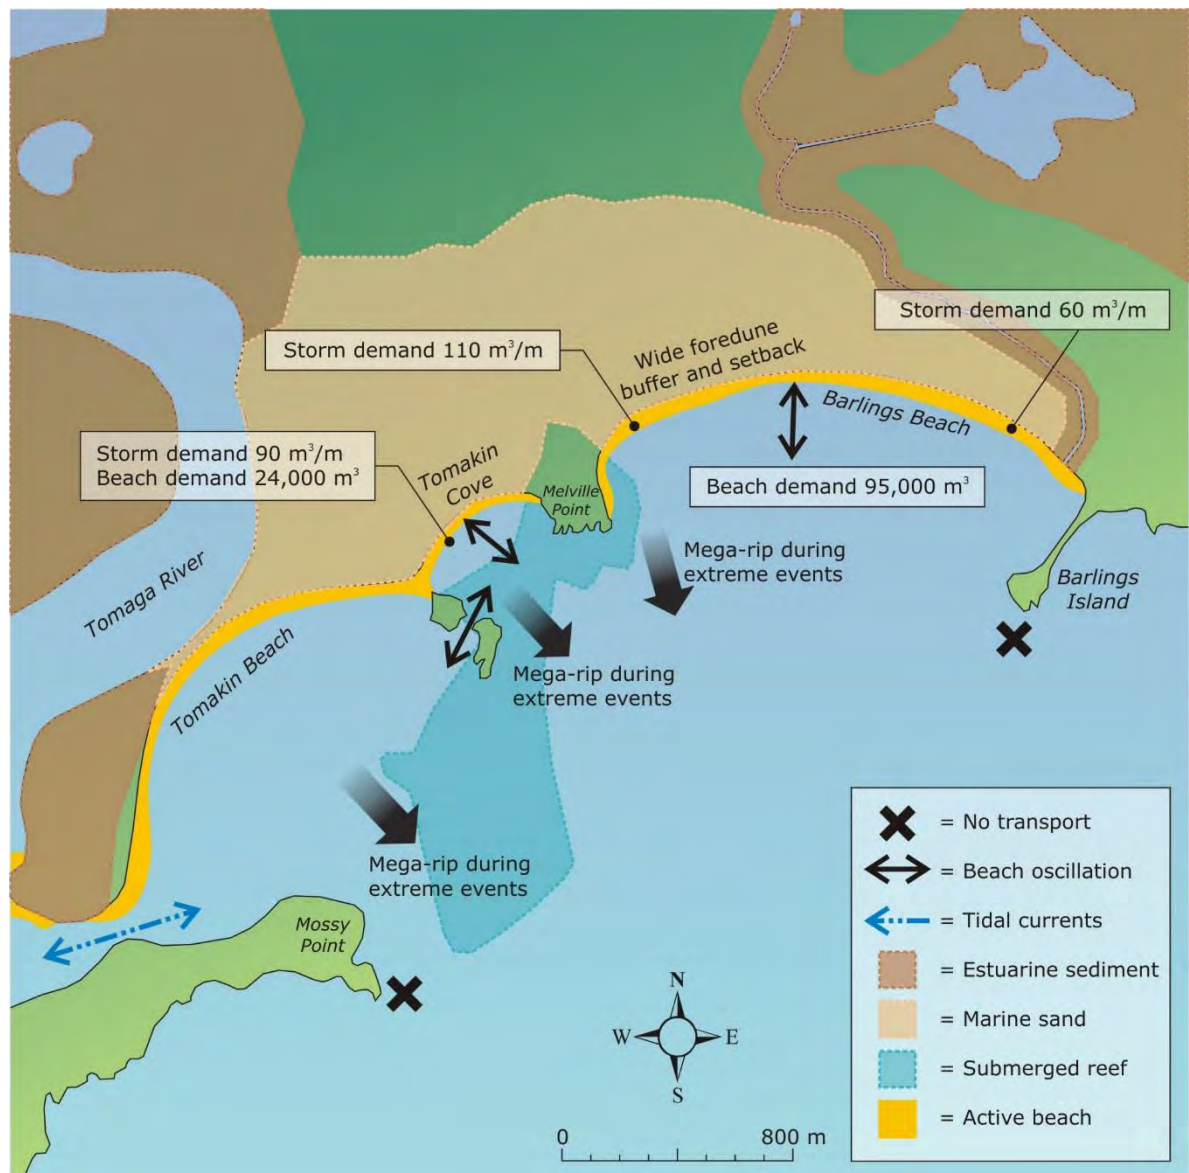 Storm demand 60 m³/m
Storm demand 110 m³/m
Wide foredune
buffer and setback
Barlings Beach
Storm demand 90 m³/m
Beach demand 24,000 m³
Tomakin
Cove
Melville
Point
Beach demand 95,000 m³
Mega-rip during
extreme events
Barlings
Island
Tomaga River
Tomakin Beach
Mega-rip during
extreme events
Mega-rip during
extreme events
Mossy
Point
= No transport
= Beach oscillation
= Tidal currents
= Estuarine sediment
= Marine sand
= Submerged reef
= Active beach
N
W
E
S
0
800 m